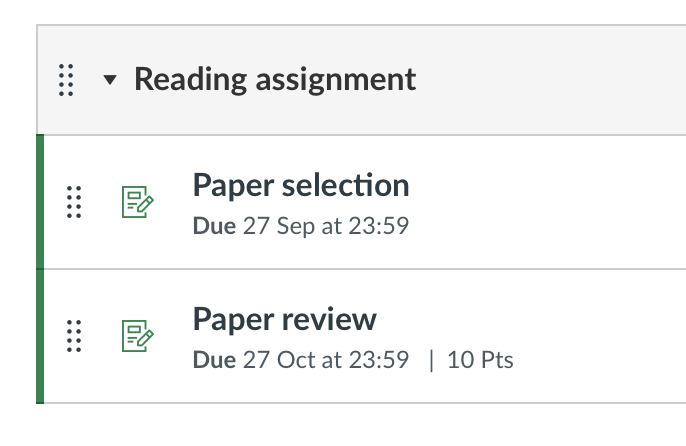 Reading assignment
Paper selection
Due 27 Sep at 23:59
Paper review
Due 27 Oct at 23:59 | 10 Pts